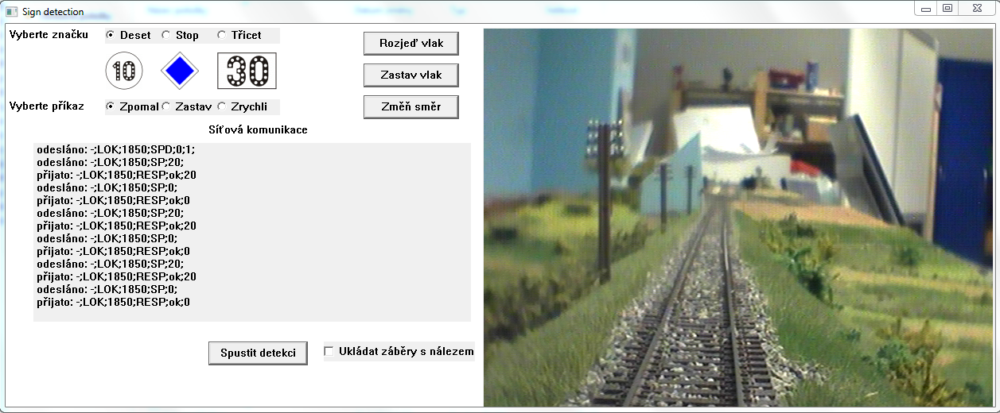 Sign detection
Vyberte značku
Deset Stop Třicet
10 30
Vyberte příkaz
Zpomal Zastav Zrychli
Rozjeď vlak
Zastav vlak
Změň směr
Síťová komunikace
odesláno: -;LOK;1850;SPD;0;1;
odesláno: -;LOK;1850;SP;20;
přijato: -;LOK;1850;RESP;ok;20
odesláno: -;LOK;1850;SP;0;
přijato: -;LOK;1850;RESP;ok;0
odesláno: -;LOK;1850;SP;20;
přijato: -;LOK;1850;RESP;ok;20
odesláno: -;LOK;1850;SP;0;
přijato: -;LOK;1850;RESP;ok;0
odesláno: -;LOK;1850;SP;20;
přijato: -;LOK;1850;RESP;ok;20
odesláno: -;LOK;1850;SP;0;
přijato: -;LOK;1850;RESP;ok;0
Spustit detekci
Ukládat záběry s nálezem